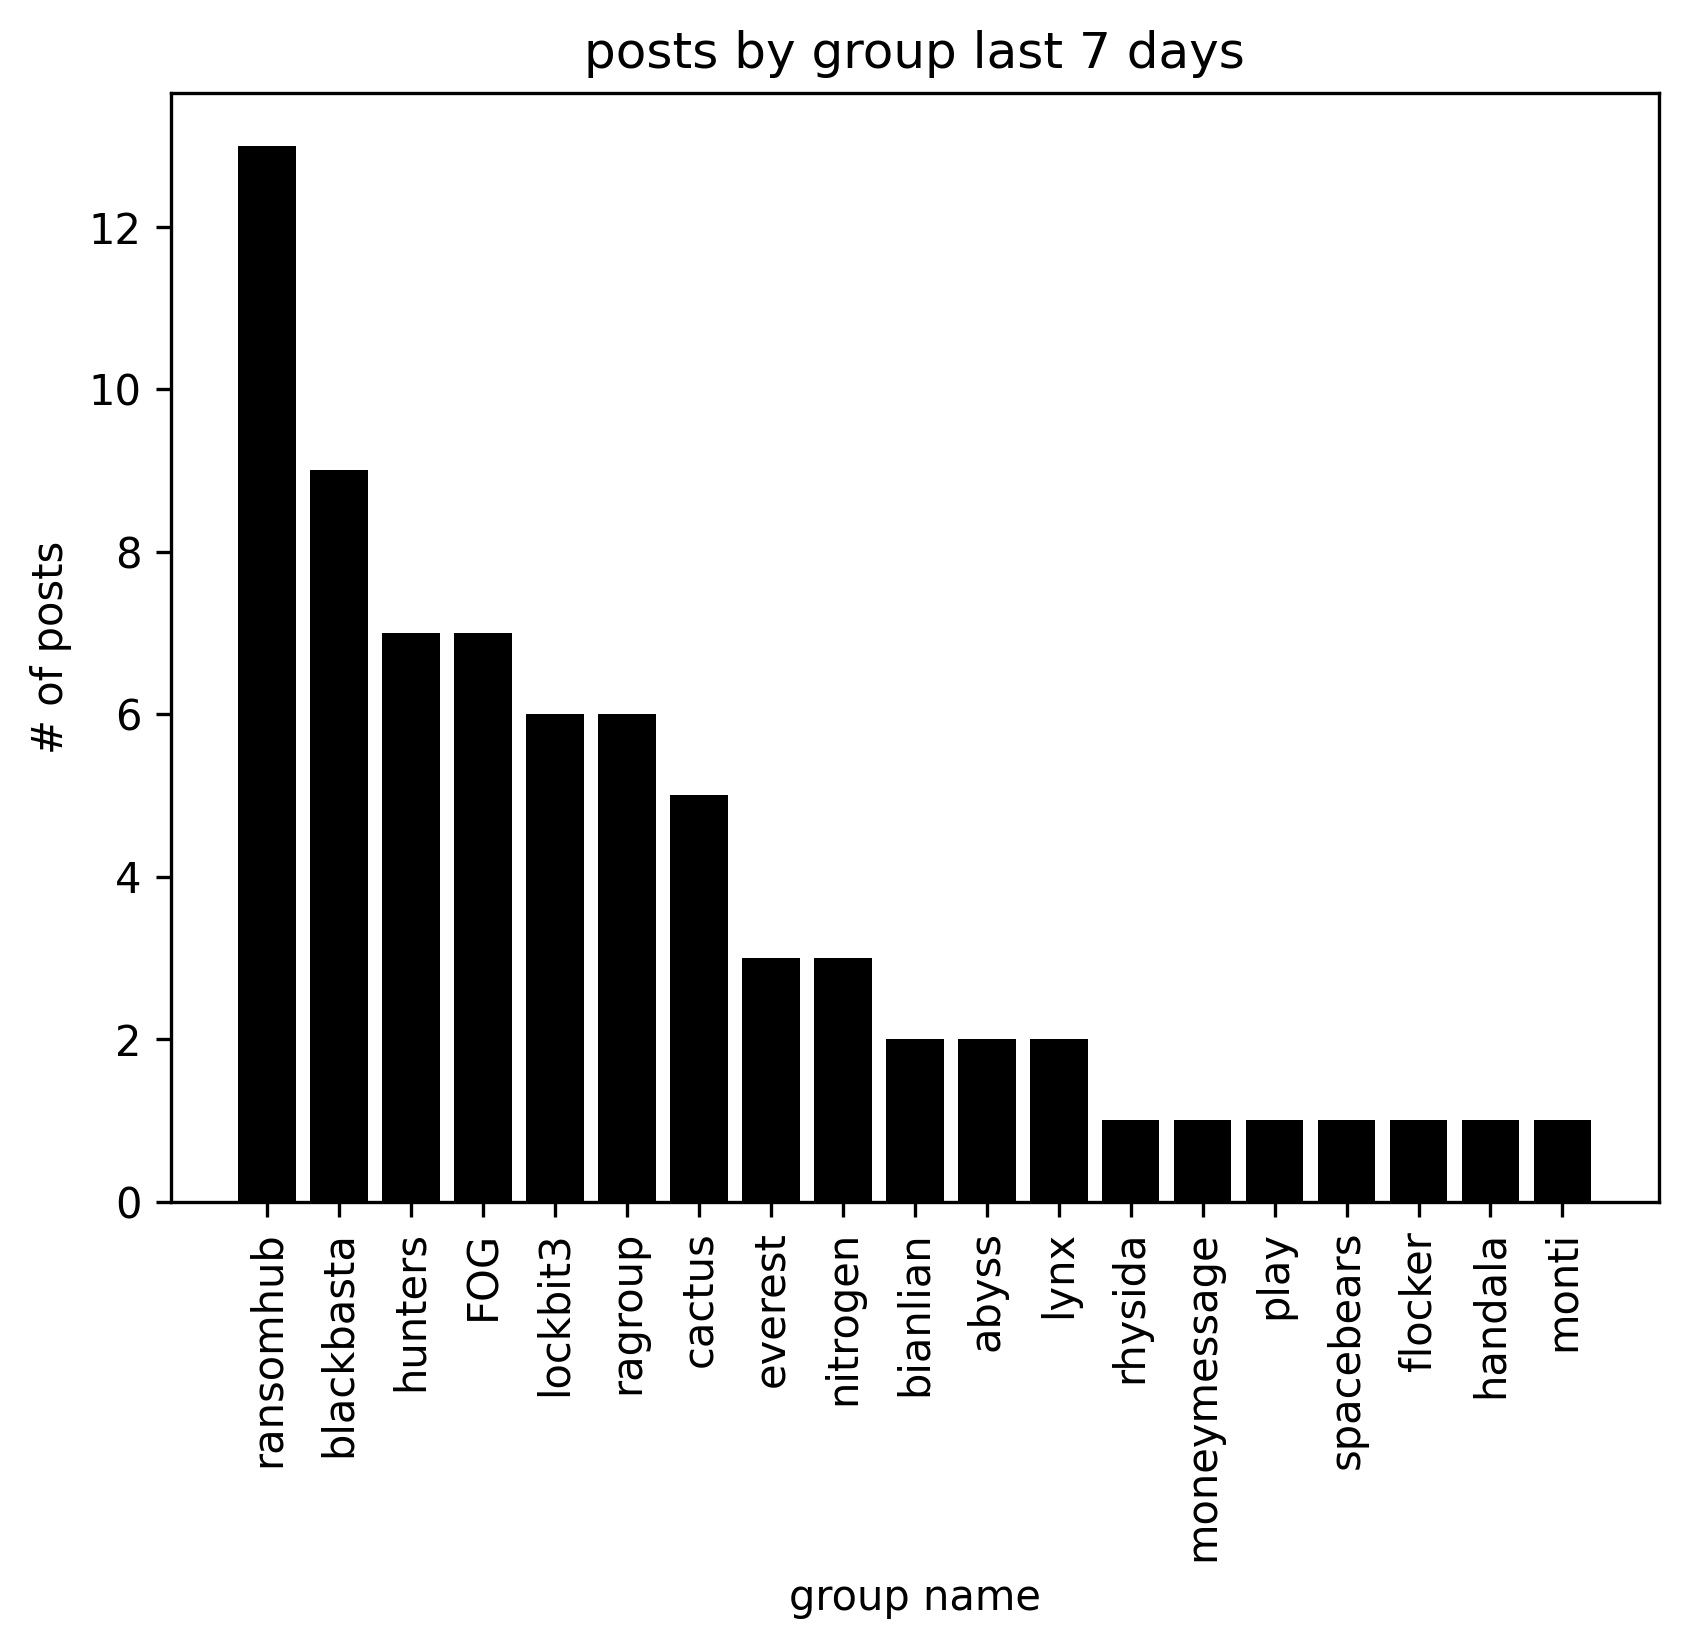 posts by group last 7 days
# of posts
12
10
8
6
4
2
0
ransomhub
blackbasta
hunters
FOG
lockbit3
ragroup
cactus
everest
nitrogen
bianlian
abyss
lynx
rhysida
moneymessage
play
spacebears
flocker
handala
monti
group name